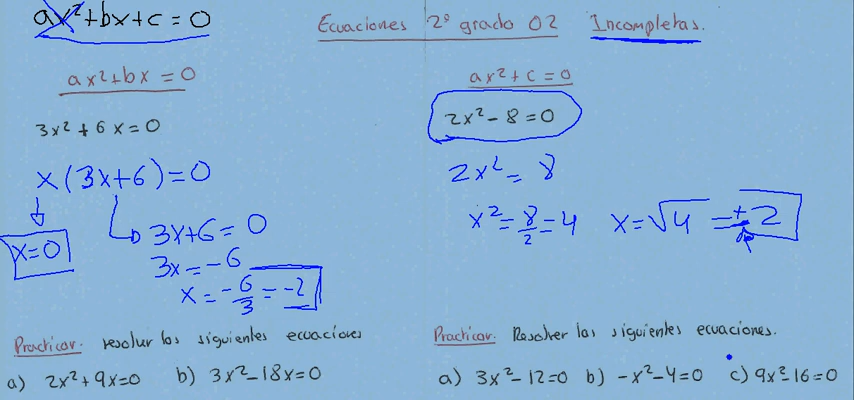 ax²+bx+c=0
Ecuaciones 2º grado 02 Incompletas.
ax²+bx=0
3x²+6x=0
x(3x+6)=0
x=0
3x+6=0
3x=-6
x=-6/3=-2
Practicar. resolver las siguientes ecuaciones
a) 2x²+9x=0 b) 3x²-18x=0
ax²+c=0
2x²-8=0
2x²=8
x²=8/2=4 x=√4=±2
Practicar. Resolver las siguientes ecuaciones.
a) 3x²-12=0 b) -x²-4=0 c) 9x²-16=0